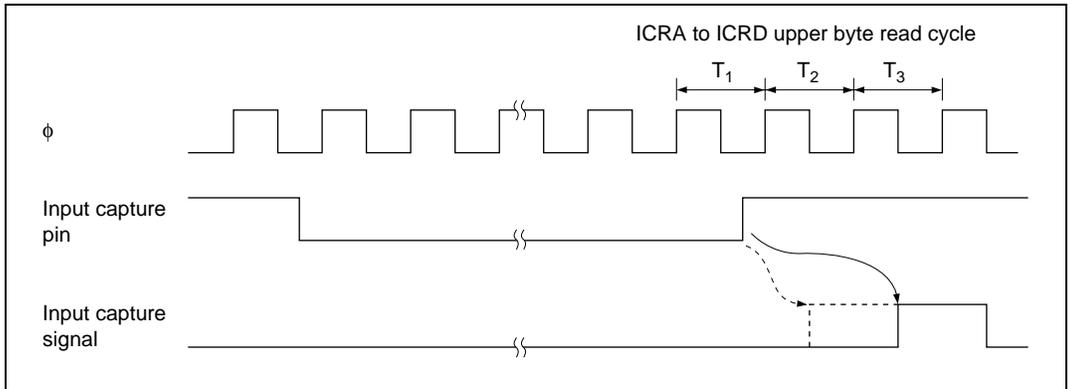 ICRA to ICRD upper byte read cycle
T1 T2 T3
ϕ
Input capture
pin
Input capture
signal